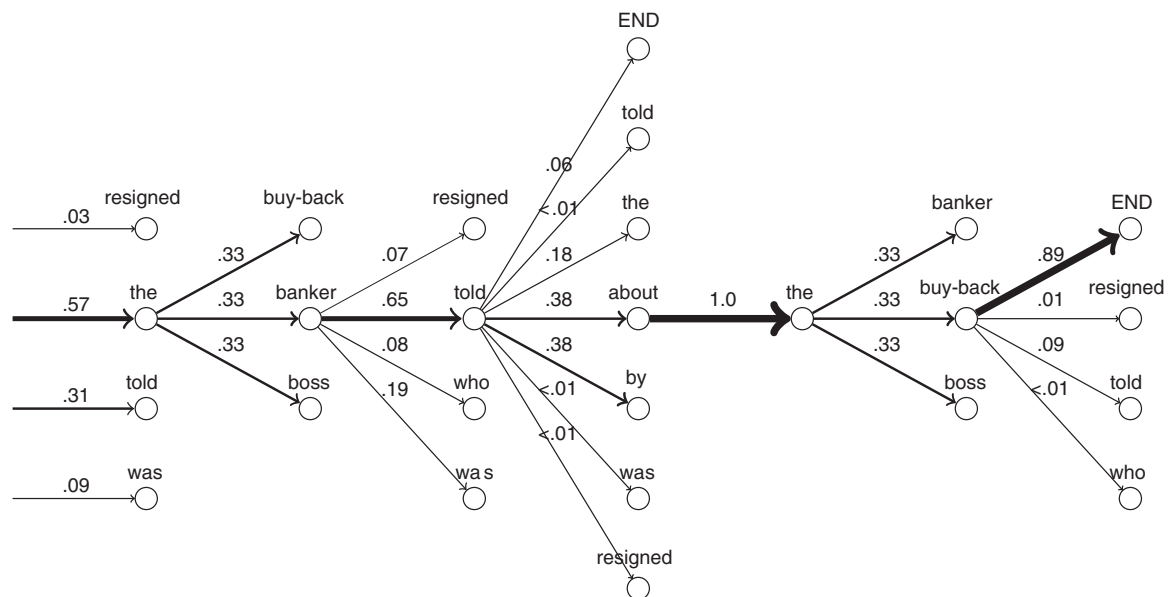 END
told
.06
resigned
buy-back
resigned
<.01
the
banker
END
.03
.33
.07
.18
.33
.89
the
banker
told
about
the
buy-back
resigned
.57
.33
.65
.38
1.0
.33
.01
told
.33
boss
.08
who
.38
by
.33
boss
.09
told
.31
.19
<.01
<.01
was
was
<.01
was
who
.09
resigned